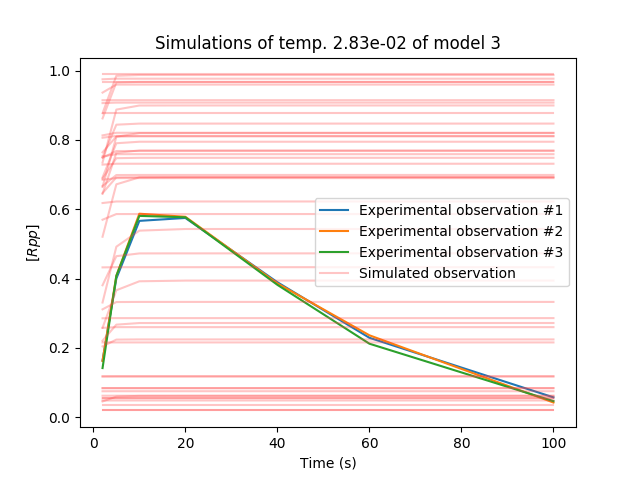 Simulations of temp. 2.83e-02 of model 3
1.0
0.8
0.6
0.4
0.2
0.0
[Rpp]
Experimental observation #1
Experimental observation #2
Experimental observation #3
Simulated observation
0 20 40 60 80 100
Time (s)